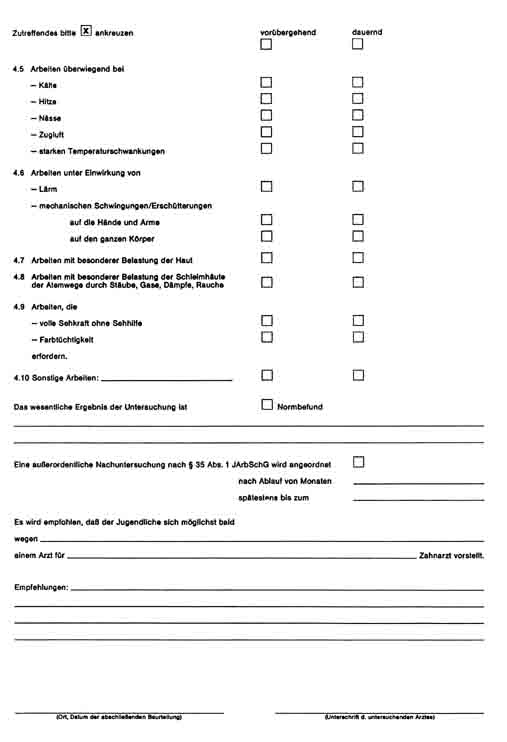 Zutreffendes bitte X ankreuzen vorübergehend dauernd
4.5 Arbeiten überwiegend bei
– Kälte
– Hitze
– Nässe
– Zugluft
– starken Temperaturschwankungen
4.6 Arbeiten unter Einwirkung von
– Lärm
– mechanischen Schwingungen/Erschütterungen
auf die Hände und Arme
auf den ganzen Körper
4.7 Arbeiten mit besonderer Belastung der Haut
4.8 Arbeiten mit besonderer Belastung der Schleimhäute
der Atemwege durch Stäube, Gase, Dämpfe, Rauche
4.9 Arbeiten, die
– volle Sehkraft ohne Sehhilfe
– Farbtüchtigkeit
erfordern.
4.10 Sonstige Arbeiten:
Das wesentliche Ergebnis der Untersuchung ist Normbefund
Eine außerordentliche Nachuntersuchung nach § 35 Abs. 1 JArbSchG wird angeordnet
nach Ablauf von Monaten
spätestens bis zum
Es wird empfohlen, daß der Jugendliche sich möglichst bald
wegen
einem Arzt für Zahnarzt vorstellt.
Empfehlungen:
(Ort, Datum der abschließenden Beurteilung) (Unterschrift d. untersuchenden Arztes)